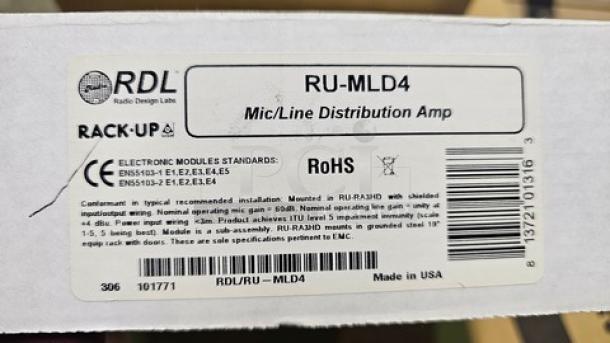 RDL™
Radio Design Labs
RACK-UP
RU-MLD4
Mic/Line Distribution Amp
CE
ELECTRONIC MODULES STANDARDS:
EN55103-1 E1,E2,E3,E4,E5
EN55103-2 E1,E2,E3,E4
RoHS
Conformant in typical recommended installation: Mounted in RU-RA3HD with shielded
input/output wiring. Nominal operating mic gain = 60dB. Nominal operating line gain = unity at
+4 dBu. Power input wiring <3m. Product achieves ITU level 5 impairment immunity (scale
1-5, 5 being best). Module is a sub-assembly. RU-RA3HD mounts in grounded steel 19"
equip rack with doors. These are sole specifications pertinent to EMC.
306 101771 RDL/RU-MLD4 Made in USA
8 13721 01316 3